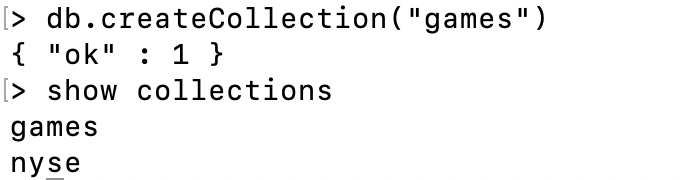 > db.createCollection("games")
{ "ok" : 1 }
> show collections
games
nyse